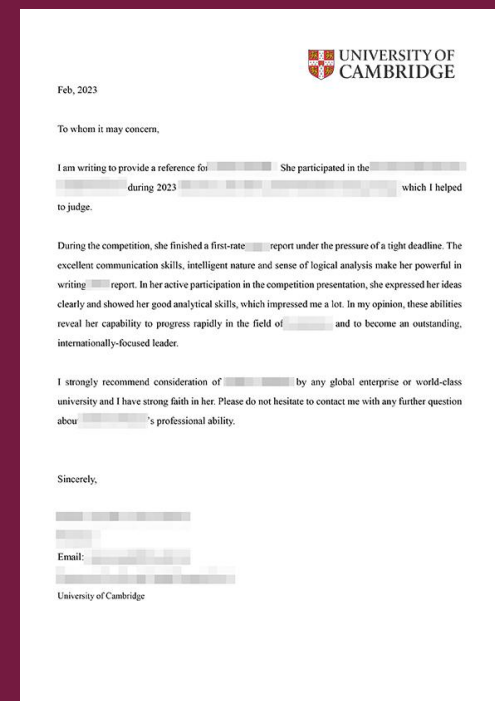 UNIVERSITY OF
CAMBRIDGE
Feb, 2023
To whom it may concern,
I am writing to provide a reference for She participated in the
during 2023 which I helped
to judge.
During the competition, she finished a first-rate report under the pressure of a tight deadline. The
excellent communication skills, intelligent nature and sense of logical analysis make her powerful in
writing report. In her active participation in the competition presentation, she expressed her ideas
clearly and showed her good analytical skills, which impressed me a lot. In my opinion, these abilities
reveal her capability to progress rapidly in the field of and to become an outstanding,
internationally-focused leader.
I strongly recommend consideration of by any global enterprise or world-class
university and I have strong faith in her. Please do not hesitate to contact me with any further question
abou 's professional ability.
Sincerely,
Email:
University of Cambridge